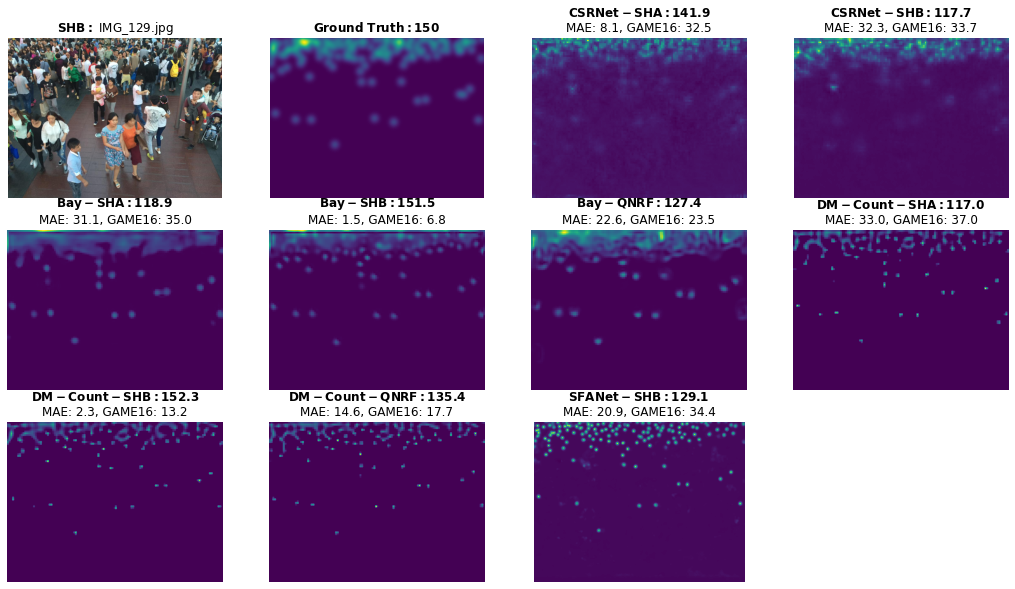 SHB: IMG_129.jpg
Ground Truth:150
CSRNet−SHA:141.9
MAE: 8.1, GAME16: 32.5
CSRNet−SHB:117.7
MAE: 32.3, GAME16: 33.7
Bay−SHA:118.9
MAE: 31.1, GAME16: 35.0
Bay−SHB:151.5
MAE: 1.5, GAME16: 6.8
Bay−QNRF:127.4
MAE: 22.6, GAME16: 23.5
DM−Count−SHA:117.0
MAE: 33.0, GAME16: 37.0
DM−Count−SHB:152.3
MAE: 2.3, GAME16: 13.2
DM−Count−QNRF:135.4
MAE: 14.6, GAME16: 17.7
SFANet−SHB:129.1
MAE: 20.9, GAME16: 34.4